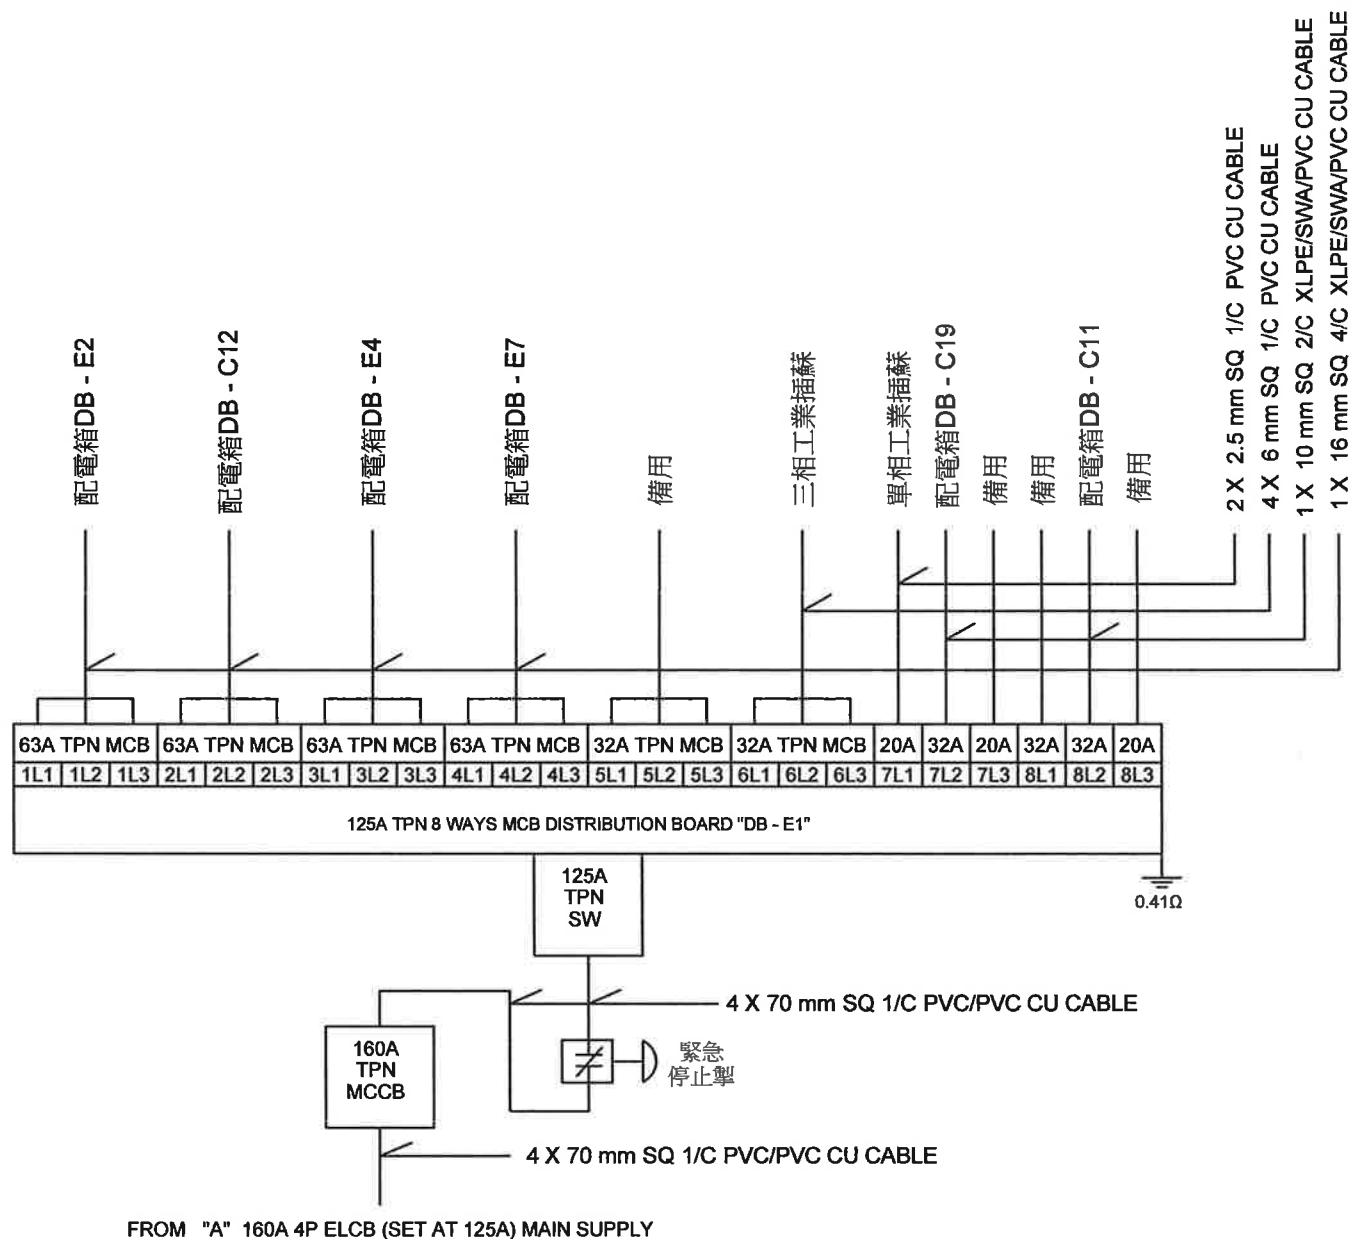 配電箱DB - E2
配電箱DB - C12
配電箱DB - E4
配電箱DB - E7
備用
三相工業插蘇
單相工業插蘇
配電箱DB - C19
備用
備用
配電箱DB - C11
備用
2 X 2.5 mm SQ 1/C PVC CU CABLE
4 X 6 mm SQ 1/C PVC CU CABLE
1 X 10 mm SQ 2/C XLPE/SWA/PVC CU CABLE
1 X 16 mm SQ 4/C XLPE/SWA/PVC CU CABLE
63A TPN MCB 63A TPN MCB 63A TPN MCB 63A TPN MCB 32A TPN MCB 32A TPN MCB 20A 32A 20A 32A 32A 20A
1L1 1L2 1L3 2L1 2L2 2L3 3L1 3L2 3L3 4L1 4L2 4L3 5L1 5L2 5L3 6L1 6L2 6L3 7L1 7L2 7L3 8L1 8L2 8L3
125A TPN 8 WAYS MCB DISTRIBUTION BOARD "DB - E1"
125A
TPN
SW
0.41Ω
4 X 70 mm SQ 1/C PVC/PVC CU CABLE
160A
TPN
MCCB
緊急
停止掣
4 X 70 mm SQ 1/C PVC/PVC CU CABLE
FROM "A" 160A 4P ELCB (SET AT 125A) MAIN SUPPLY